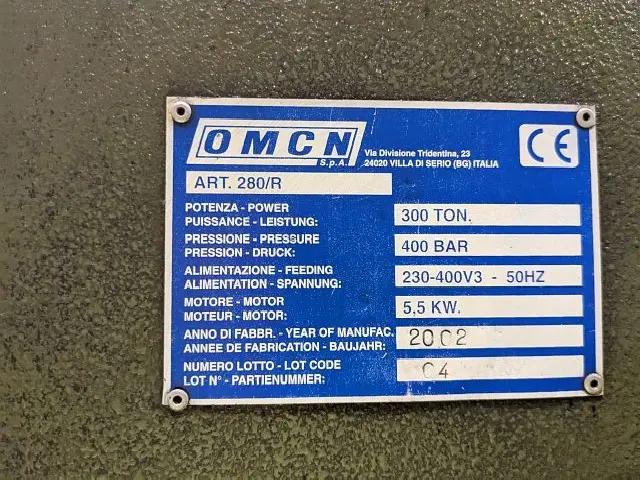 OMCN
S.p.A.
Via Divisione Tridentina, 23
24020 VILLA DI SERIO (BG) ITALIA
CE
ART. 280/R
POTENZA - POWER
PUISSANCE - LEISTUNG:
300 TON.
PRESSIONE - PRESSURE
PRESSION - DRUCK:
400 BAR
ALIMENTAZIONE - FEEDING
ALIMENTATION - SPANNUNG:
230-400V3 - 50HZ
MOTORE - MOTOR
MOTEUR - MOTOR:
5,5 KW.
ANNO DI FABBR. - YEAR OF MANUFAC.
ANNEE DE FABRICATION - BAUJAHR:
2002
NUMERO LOTTO - LOT CODE
LOT N° - PARTIENUMMER:
04